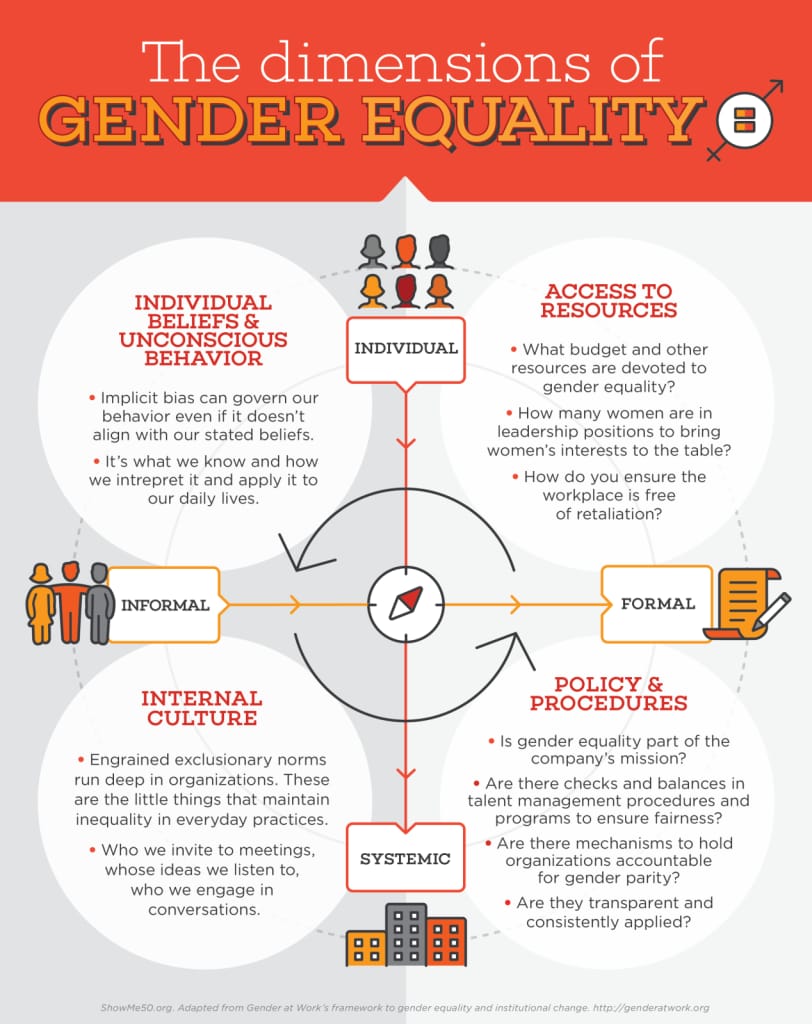 The dimensions of
GENDER EQUALITY
INDIVIDUAL
BELIEFS &
UNCONSCIOUS
BEHAVIOR
• Implicit bias can govern our
behavior even if it doesn't
align with our stated beliefs.
• It's what we know and how
we intrepret it and apply it to
our daily lives.
INDIVIDUAL
ACCESS TO
RESOURCES
• What budget and other
resources are devoted to
gender equality?
• How many women are in
leadership positions to bring
women's interests to the table?
• How do you ensure the
workplace is free
of retaliation?
INFORMAL
FORMAL
INTERNAL
CULTURE
• Engrained exclusionary norms
run deep in organizations. These
are the little things that maintain
inequality in everyday practices.
• Who we invite to meetings,
whose ideas we listen to,
who we engage in
conversations.
SYSTEMIC
POLICY &
PROCEDURES
• Is gender equality part of the
company's mission?
• Are there checks and balances in
talent management procedures and
programs to ensure fairness?
• Are there mechanisms to hold
organizations accountable
for gender parity?
• Are they transparent and
consistently applied?
ShowMe50.org. Adapted from Gender at Work's framework to gender equality and institutional change. http://genderatwork.org